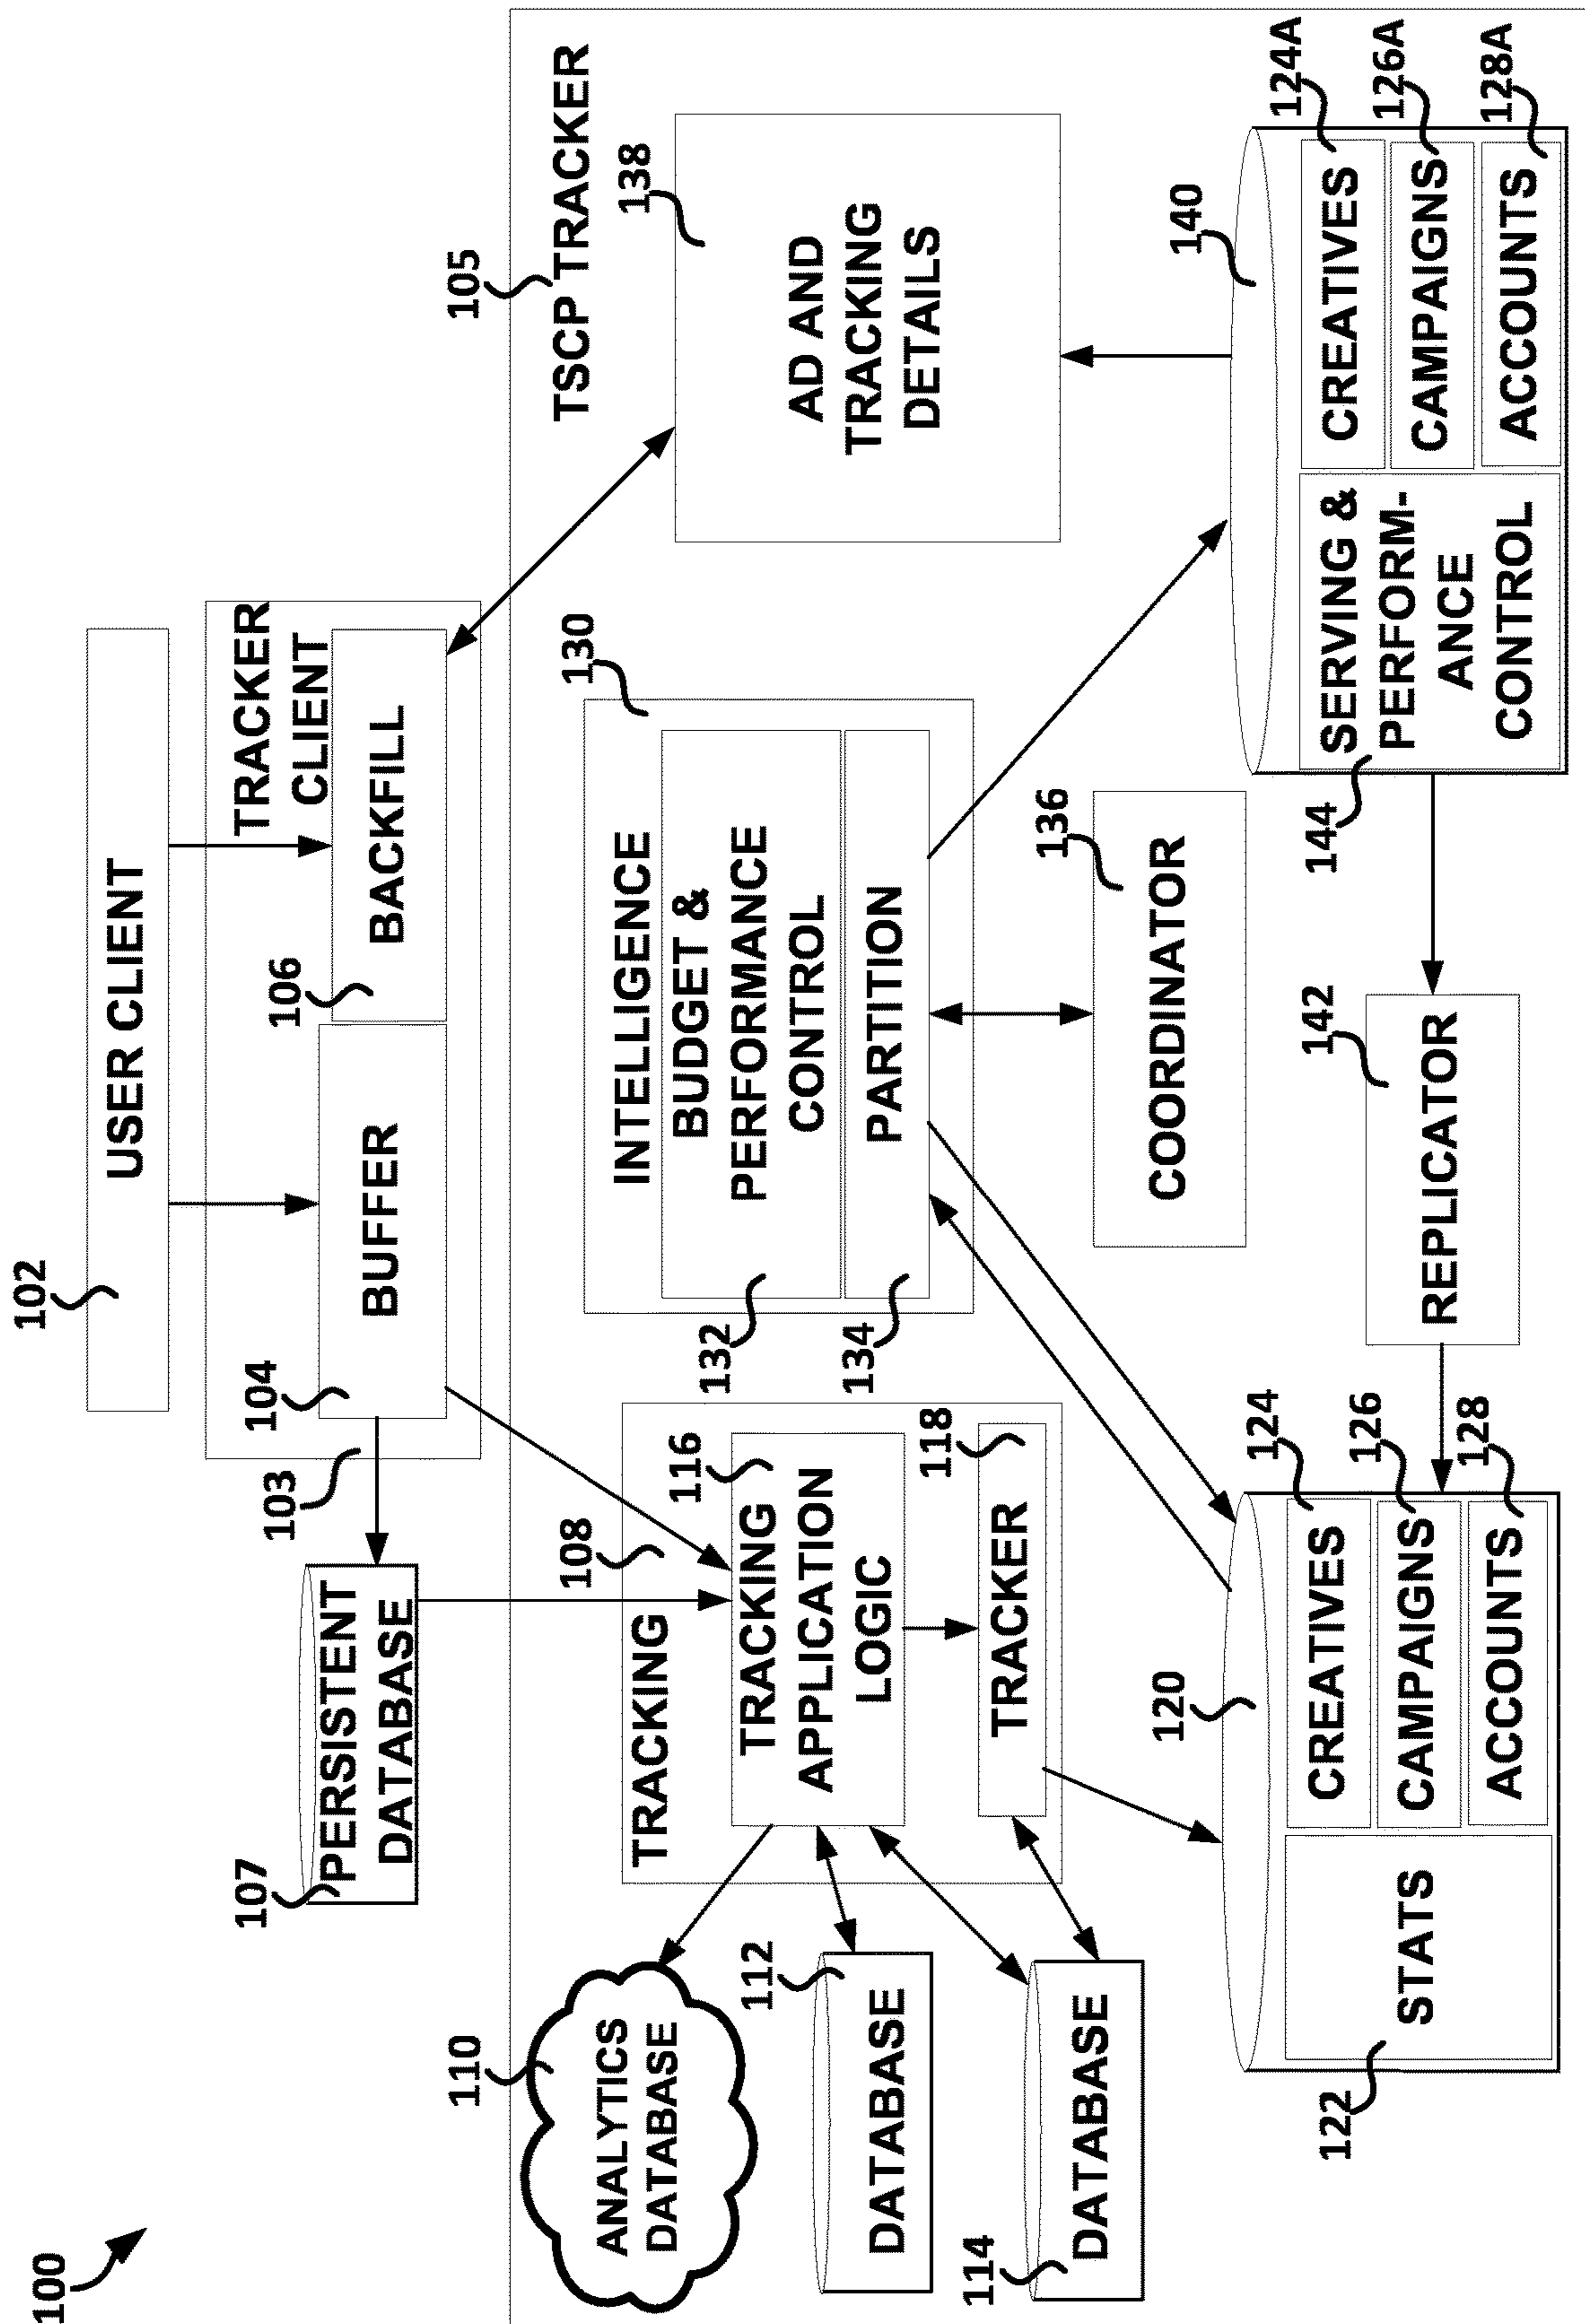 100
102
USER CLIENT
103
TRACKER
CLIENT
104
BUFFER
106
BACKFILL
107
PERSISTENT
DATABASE
105
TSCP TRACKER
110
ANALYTICS
DATABASE
112
DATABASE
114
DATABASE
108
TRACKING
116
TRACKING
APPLICATION
LOGIC
118
TRACKER
130
INTELLIGENCE
132
BUDGET &
PERFORMANCE
CONTROL
134
PARTITION
136
COORDINATOR
138
AD AND
TRACKING
DETAILS
120
122
STATS
124
CREATIVES
126
CAMPAIGNS
128
ACCOUNTS
142
REPLICATOR
140
144
SERVING &
PERFORM-
ANCE
CONTROL
124A
CREATIVES
126A
CAMPAIGNS
128A
ACCOUNTS